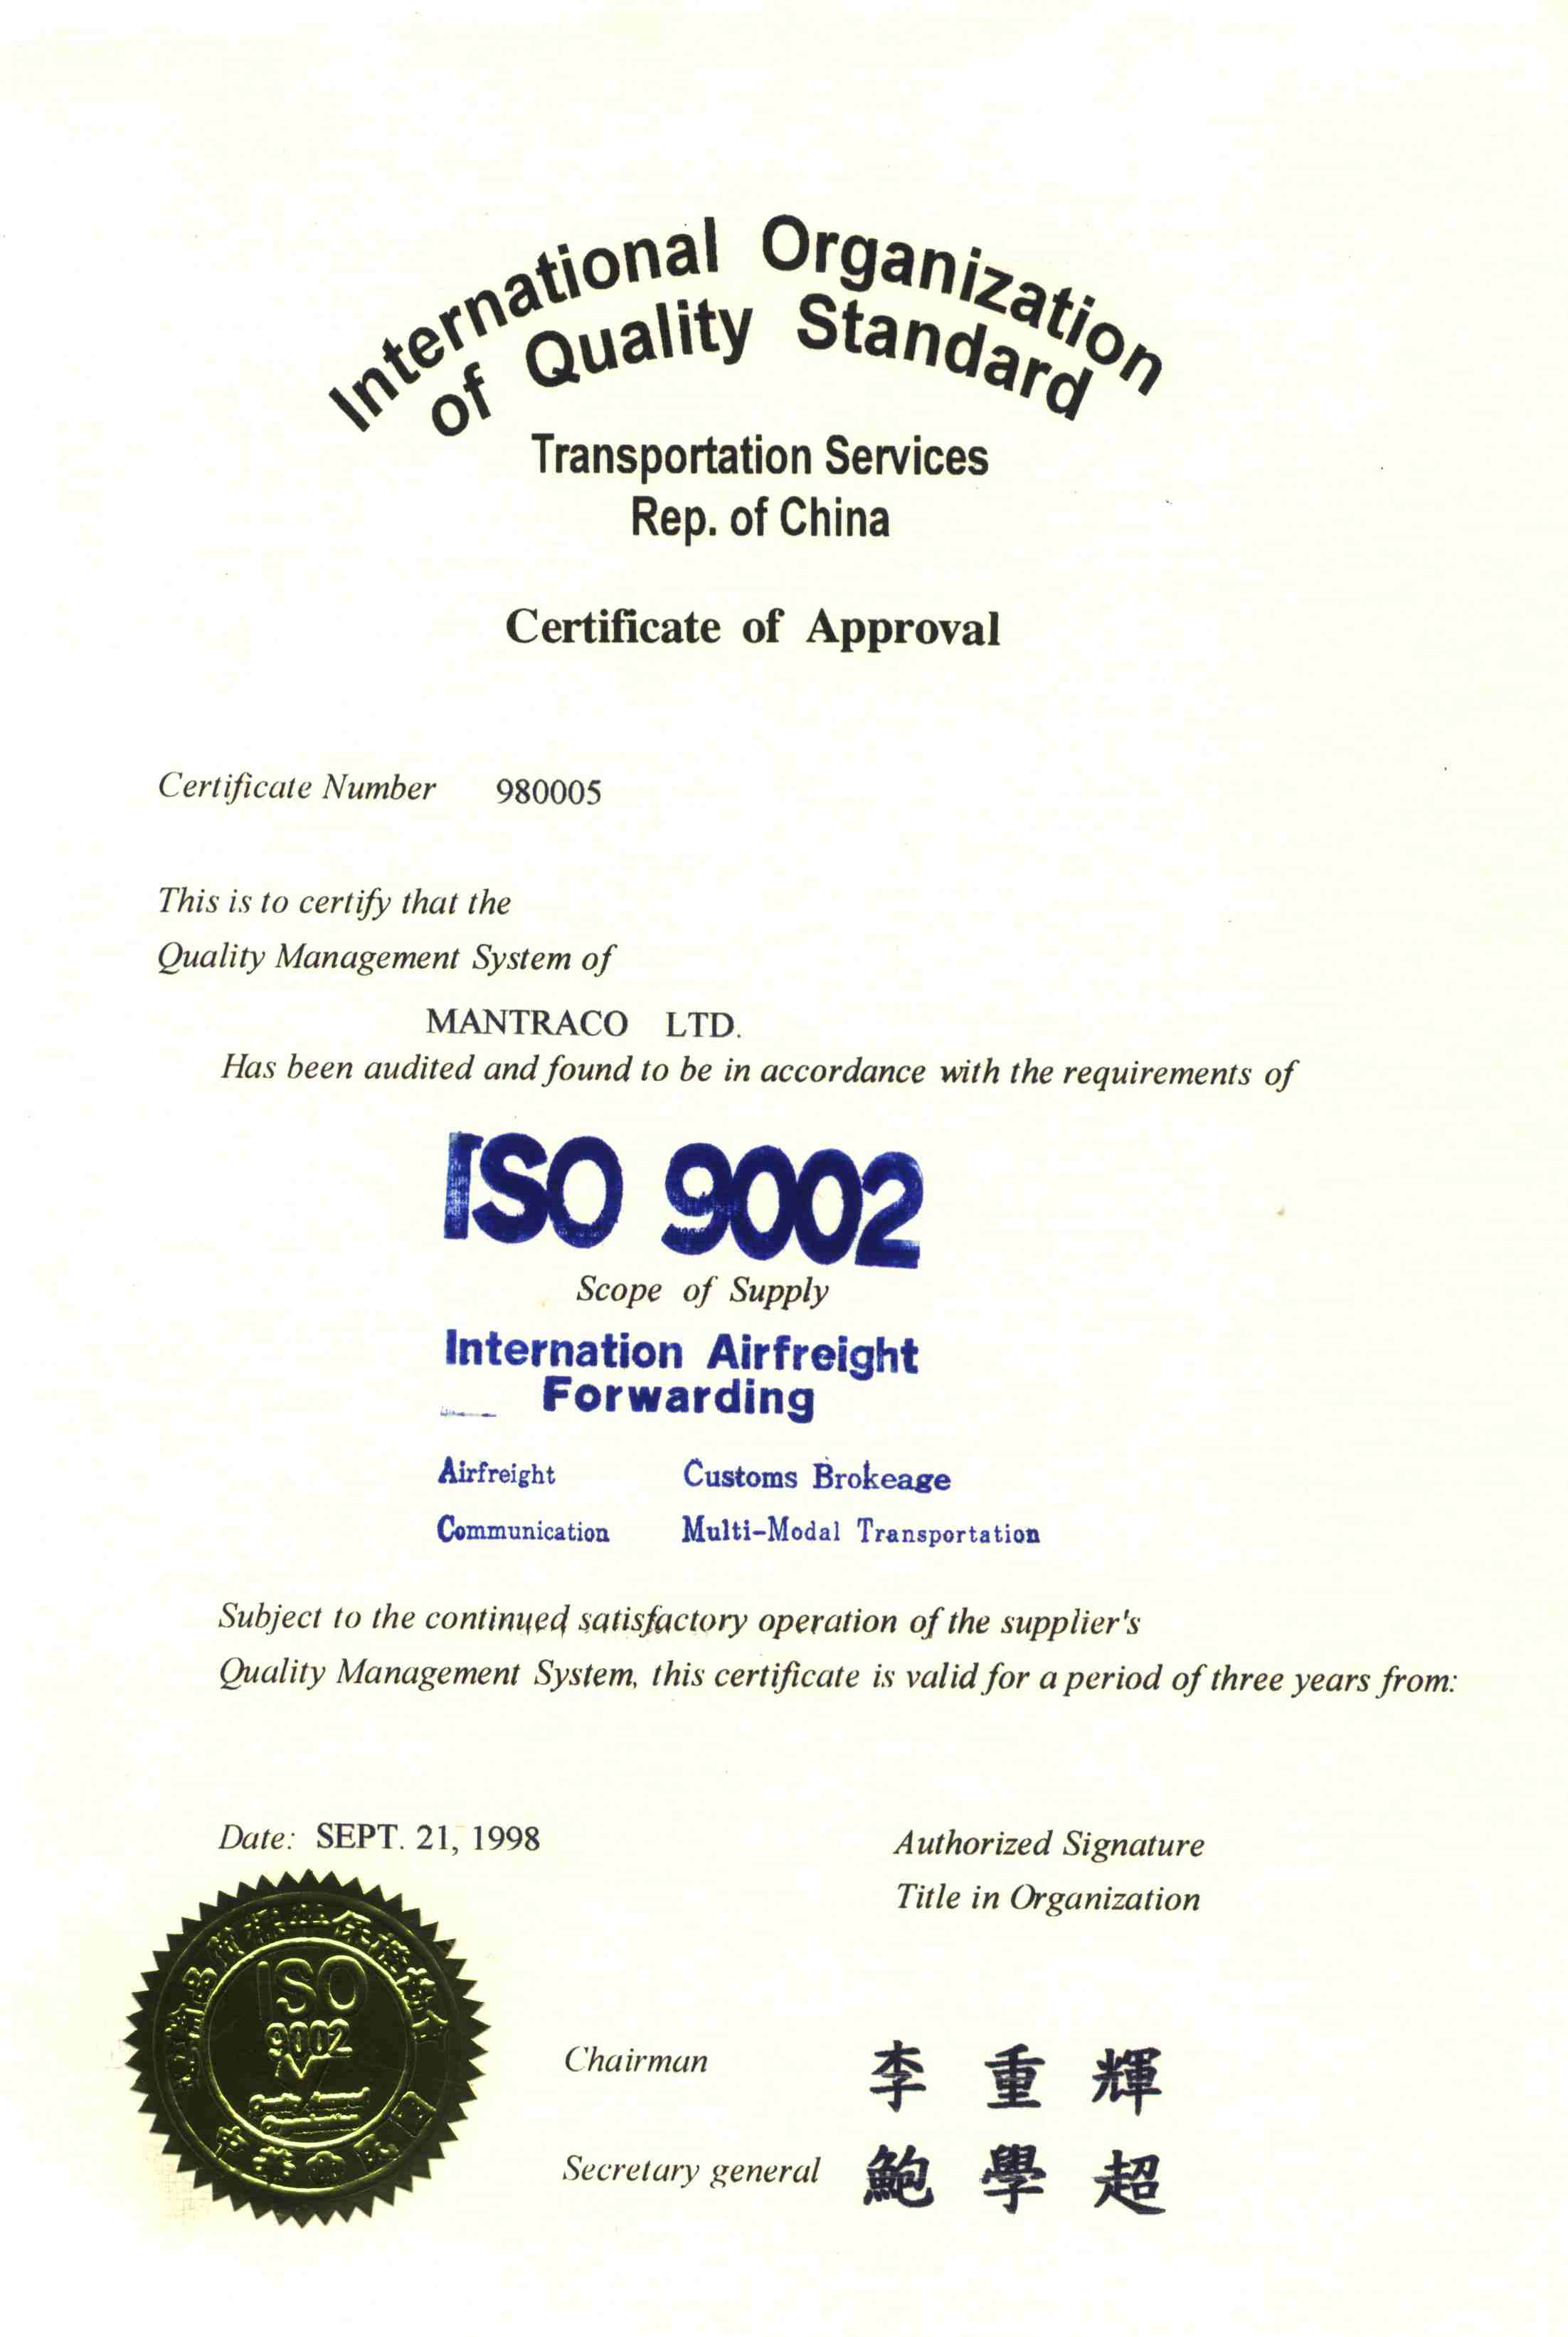 International Organization
of Quality Standard
Transportation Services
Rep. of China
Certificate of Approval
Certificate Number 980005
This is to certify that the
Quality Management System of
MANTRACO LTD.
Has been audited and found to be in accordance with the requirements of
ISO 9002
Scope of Supply
Internation Airfreight
Forwarding
Airfreight Customs Brokeage
Communication Multi-Modal Transportation
Subject to the continued satisfactory operation of the supplier's
Quality Management System, this certificate is valid for a period of three years from:
Date: SEPT. 21, 1998
Authorized Signature
Title in Organization
ISO
9002
中華民國
Chairman 李重輝
Secretary general 鮑學超